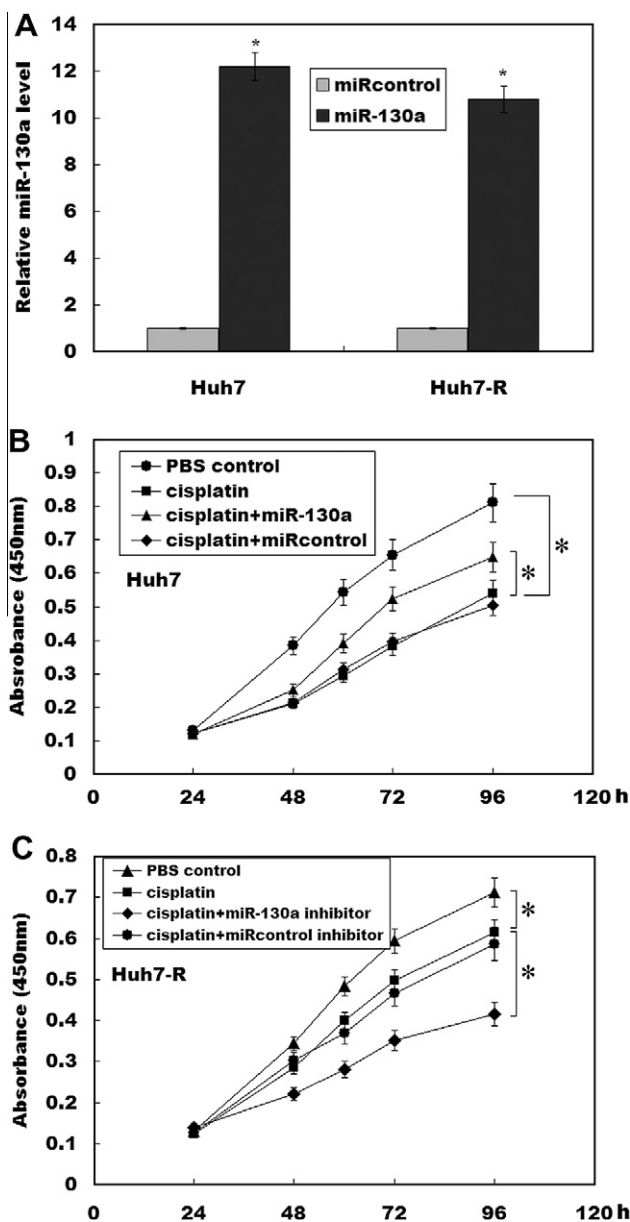 A
14
12
10
8
6
4
2
0
Relative miR-130a level
*
*
miRcontrol
miR-130a
Huh7
Huh7-R
B
1
0.9
0.8
0.7
0.6
0.5
0.4
0.3
0.2
0.1
0
Absrobance (450nm)
PBS control
cisplatin
cisplatin+miR-130a
cisplatin+miRcontrol
Huh7
*
*
0 24 48 72 96 120 h
C
0.8
0.7
0.6
0.5
0.4
0.3
0.2
0.1
0
Absorbance (450nm)
PBS control
cisplatin
cisplatin+miR-130a inhibitor
cisplatin+miRcontrol inhibitor
Huh7-R
*
*
0 24 48 72 96 120 h